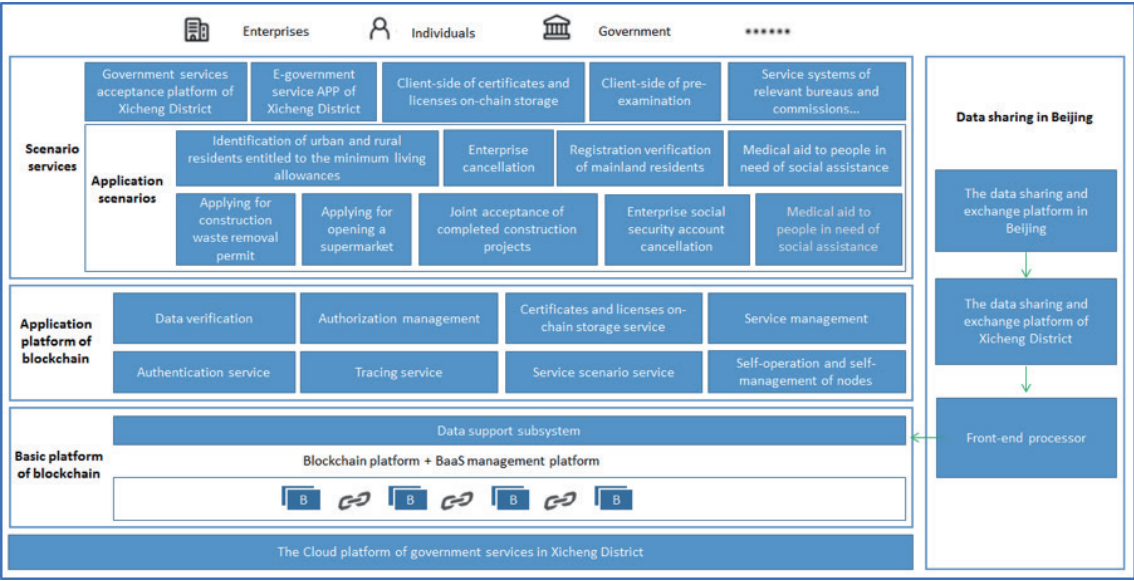 Enterprises
Individuals
Government
******
Scenario
services
Government services
acceptance platform of
Xicheng District
E-government
service APP of
Xicheng District
Client-side of certificates and
licenses on-chain storage
Client-side of pre-
examination
Service systems of
relevant bureaus and
commissions...
Application
scenarios
Identification of urban and rural
residents entitled to the minimum living
allowances
Enterprise
cancellation
Registration verification
of mainland residents
Medical aid to people in
need of social assistance
Applying for
construction
waste removal
permit
Applying for
opening a
supermarket
Joint acceptance of
completed construction
projects
Enterprise social
security account
cancellation
Medical aid to
people in need of
social assistance
Application
platform of
blockchain
Data verification
Authorization management
Certificates and licenses on-
chain storage service
Service management
Authentication service
Tracing service
Service scenario service
Self-operation and self-
management of nodes
Basic platform
of blockchain
Data support subsystem
Blockchain platform + BaaS management platform
B
B
B
B
The Cloud platform of government services in Xicheng District
Data sharing in Beijing
The data sharing and
exchange platform in
Beijing
The data sharing and
exchange platform of
Xicheng District
Front-end processor